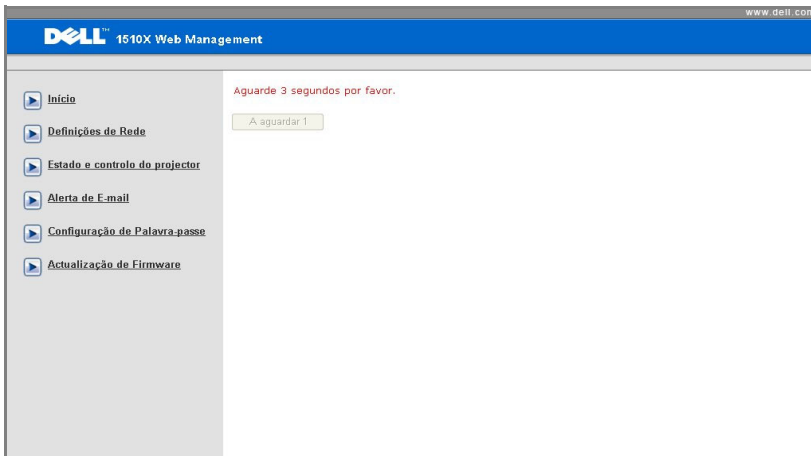 www.dell.com
DELL™ 1510X Web Management
Início
Definições de Rede
Estado e controlo do projector
Alerta de E-mail
Configuração de Palavra-passe
Actualização de Firmware
Aguarde 3 segundos por favor.
A aguardar 1